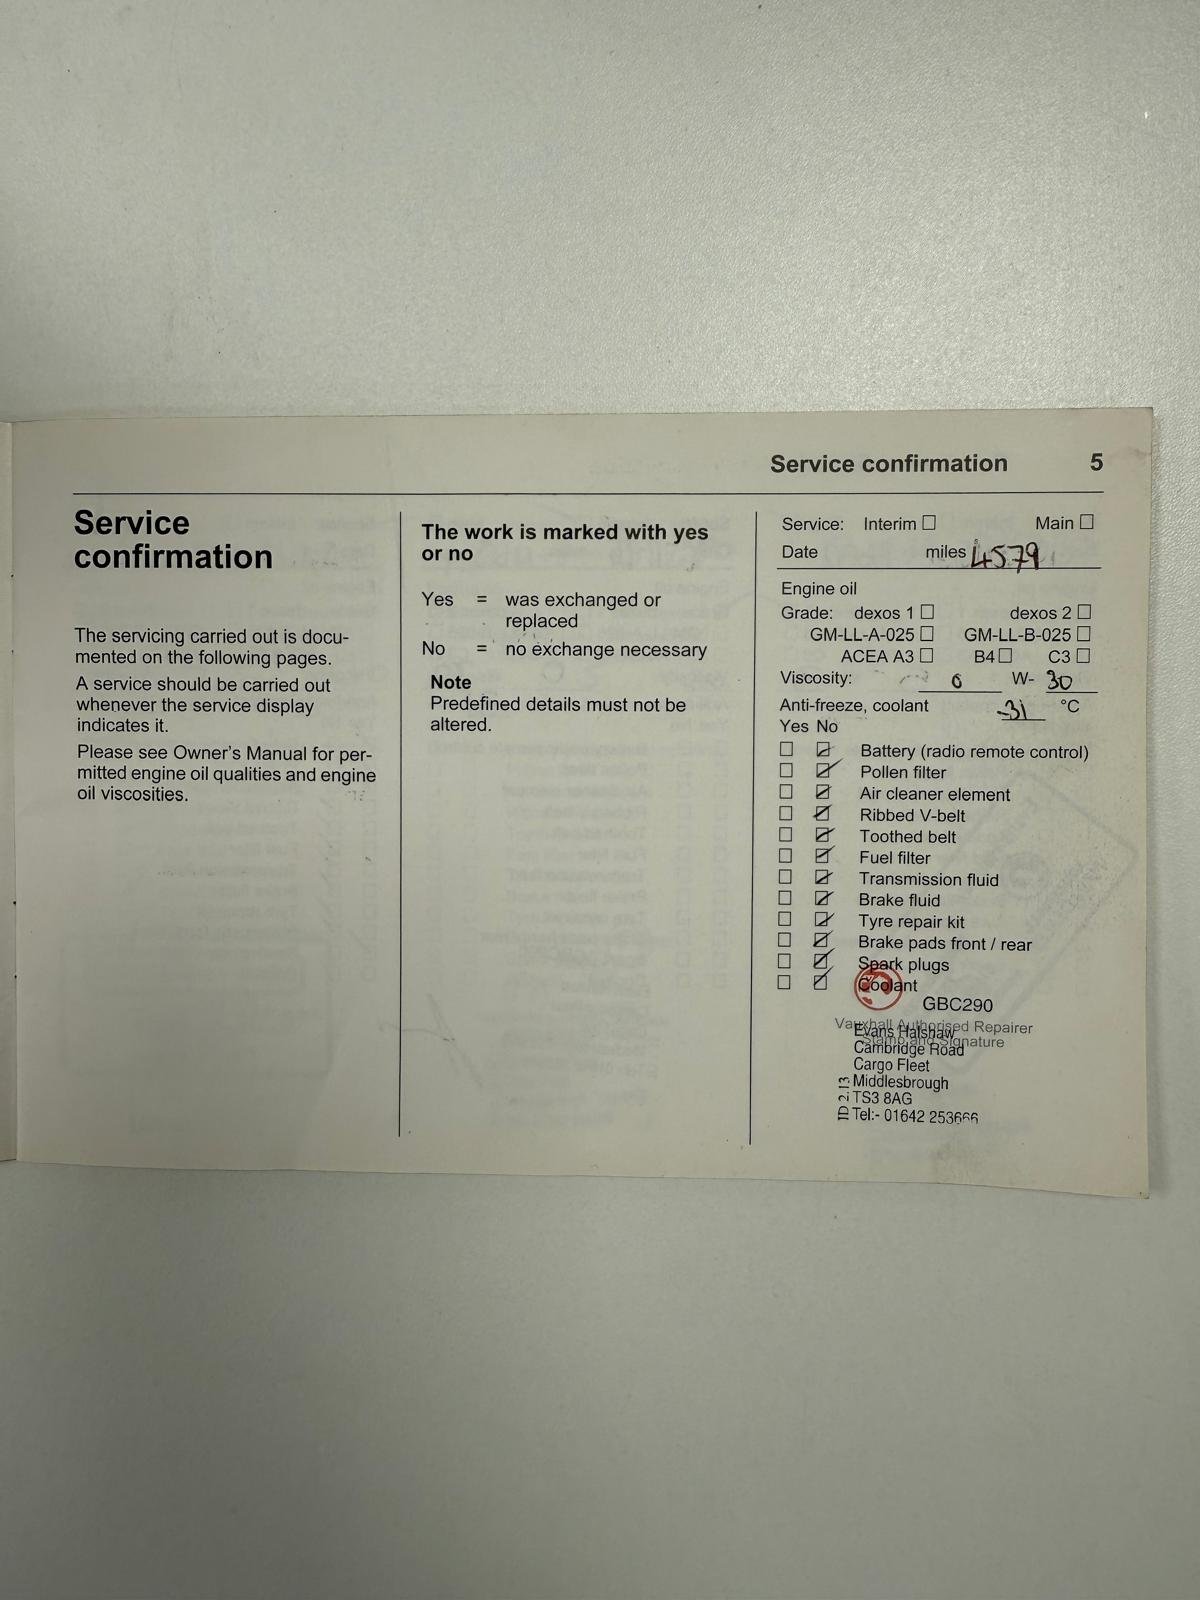 Service confirmation 5
Service
confirmation
The servicing carried out is docu-
mented on the following pages.
A service should be carried out
whenever the service display
indicates it.
Please see Owner's Manual for per-
mitted engine oil qualities and engine
oil viscosities.
The work is marked with yes
or no
Yes = was exchanged or
replaced
No = no exchange necessary
Note
Predefined details must not be
altered.
Service: Interim Main
Date miles 4579
Engine oil
Grade: dexos 1 dexos 2
GM-LL-A-025 GM-LL-B-025
ACEA A3 B4 C3
Viscosity: 0 W- 30
Anti-freeze, coolant -31 °C
Yes No
Battery (radio remote control)
Pollen filter
Air cleaner element
Ribbed V-belt
Toothed belt
Fuel filter
Transmission fluid
Brake fluid
Tyre repair kit
Brake pads front / rear
Spark plugs
Coolant
GBC290
Vauxhall Authorised Repairer
Stamp and Signature
Evans Halshaw
Cambridge Road
Cargo Fleet
Middlesbrough
TS3 8AG
Tel:- 01642 253666